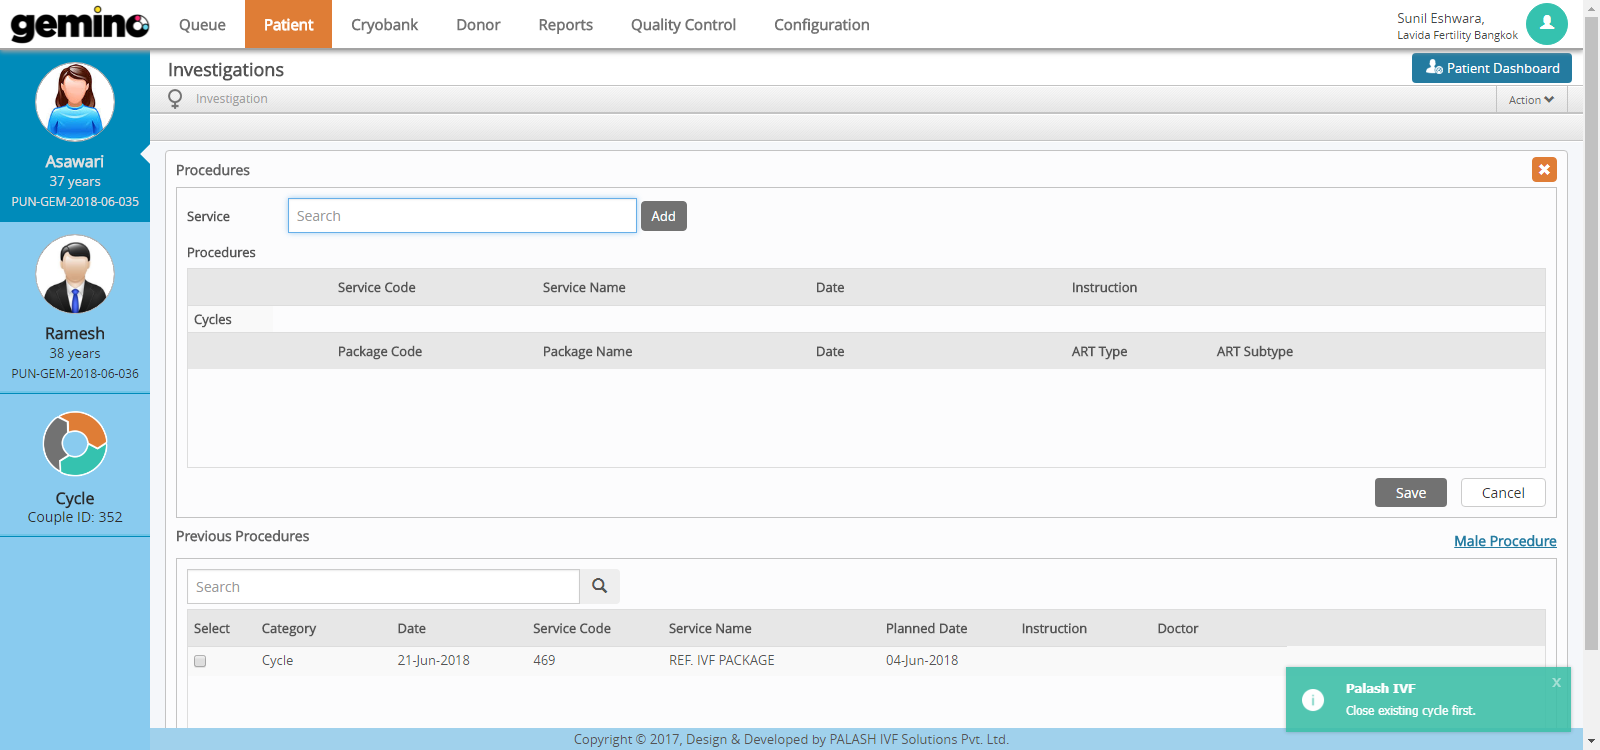 gemino Queue Patient Cryobank Donor Reports Quality Control Configuration
Sunil Eshwara,
Lavida Fertility Bangkok
Investigations
Patient Dashboard
Investigation
Action
Asawari
37 years
PUN-GEM-2018-06-035
Ramesh
38 years
PUN-GEM-2018-06-036
Cycle
Couple ID: 352
Procedures
Service Search Add
Procedures
Service Code Service Name Date Instruction
Cycles
Package Code Package Name Date ART Type ART Subtype
Save Cancel
Previous Procedures
Male Procedure
Search
Select Category Date Service Code Service Name Planned Date Instruction Doctor
Cycle 21-Jun-2018 469 REF. IVF PACKAGE 04-Jun-2018
Palash IVF x
Close existing cycle first.
Copyright © 2017, Design & Developed by PALASH IVF Solutions Pvt. Ltd.